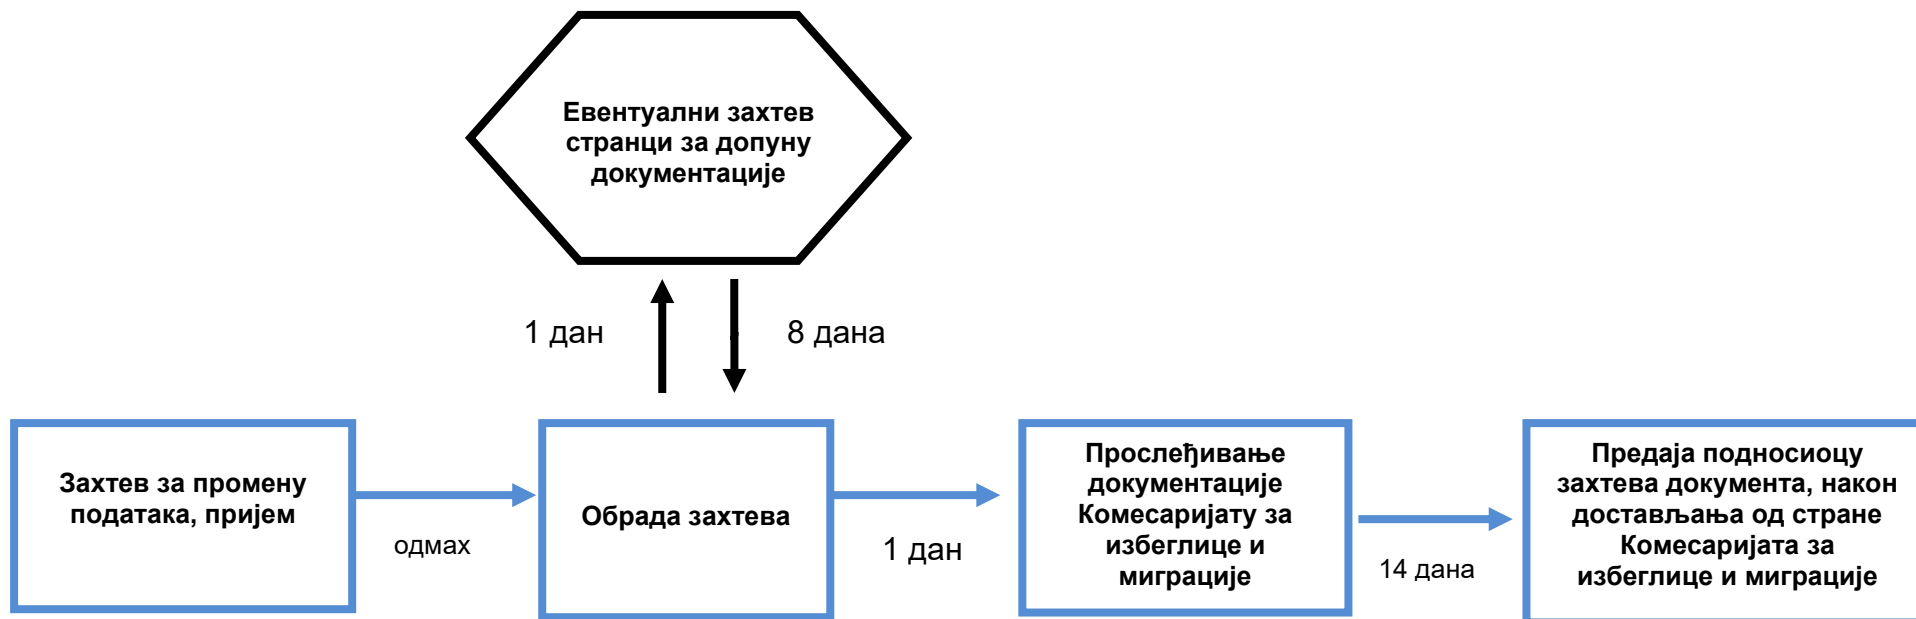 Евентуални захтев
странци за допуну
документације
1 дан
8 дана
Захтев за промену
података, пријем
одмах
Обрада захтева
1 дан
Прослеђивање
документације
Комесаријату за
избеглице и
миграције
14 дана
Предаја подносиоцу
захтева документа, након
достављања од стране
Комесаријата за
избеглице и миграције